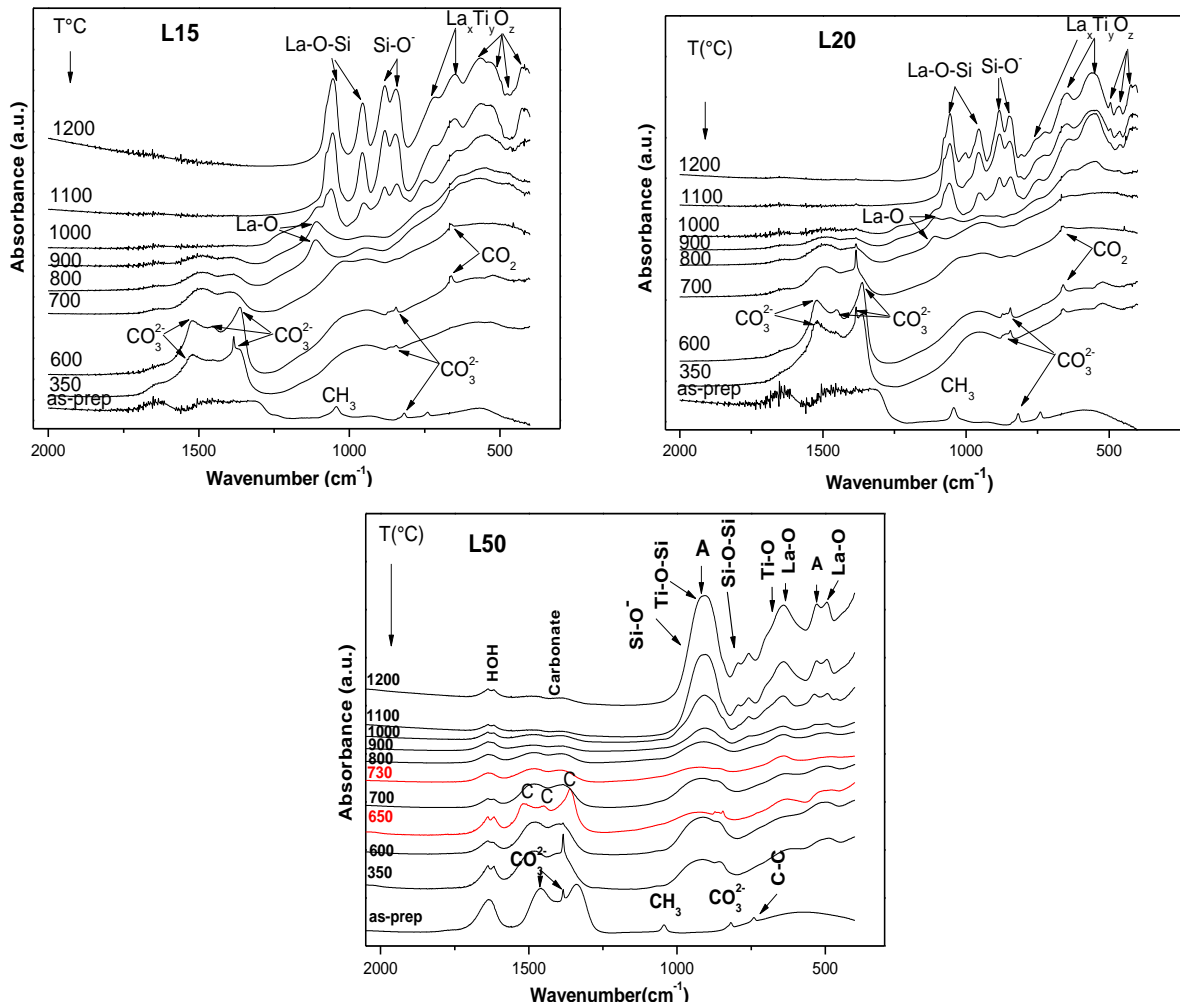 T°C
L15
La-O-Si
Si-O⁻
LaₓTiᵧO_z
1200
1100
1000
900
800
700
600
350
as-prep
La-O
CO₂
CO₃²⁻
CO₃²⁻
CO₃²⁻
CH₃
2000 1500 1000 500
Wavenumber (cm⁻¹)
Absorbance (a.u.)
T(°C)
L20
La-O-Si
Si-O⁻
LaₓTiᵧO_z
1200
1100
1000
900
800
700
600
350
as-prep
La-O
CO₂
CO₃²⁻
CO₃²⁻
CO₃²⁻
CH₃
2000 1500 1000 500
Wavenumber (cm⁻¹)
Absorbance (a.u.)
T(°C)
L50
HOH
Carbonate
Si-O⁻
Ti-O-Si
A
Si-O-Si
Ti-O
La-O
A
La-O
1200
1100
1000
900
800
730
700
650
600
350
as-prep
C C C
CO₃²⁻
CH₃
CO₃²⁻
C-C
2000 1500 1000 500
Wavenumber(cm⁻¹)
Absorbance (a.u.)